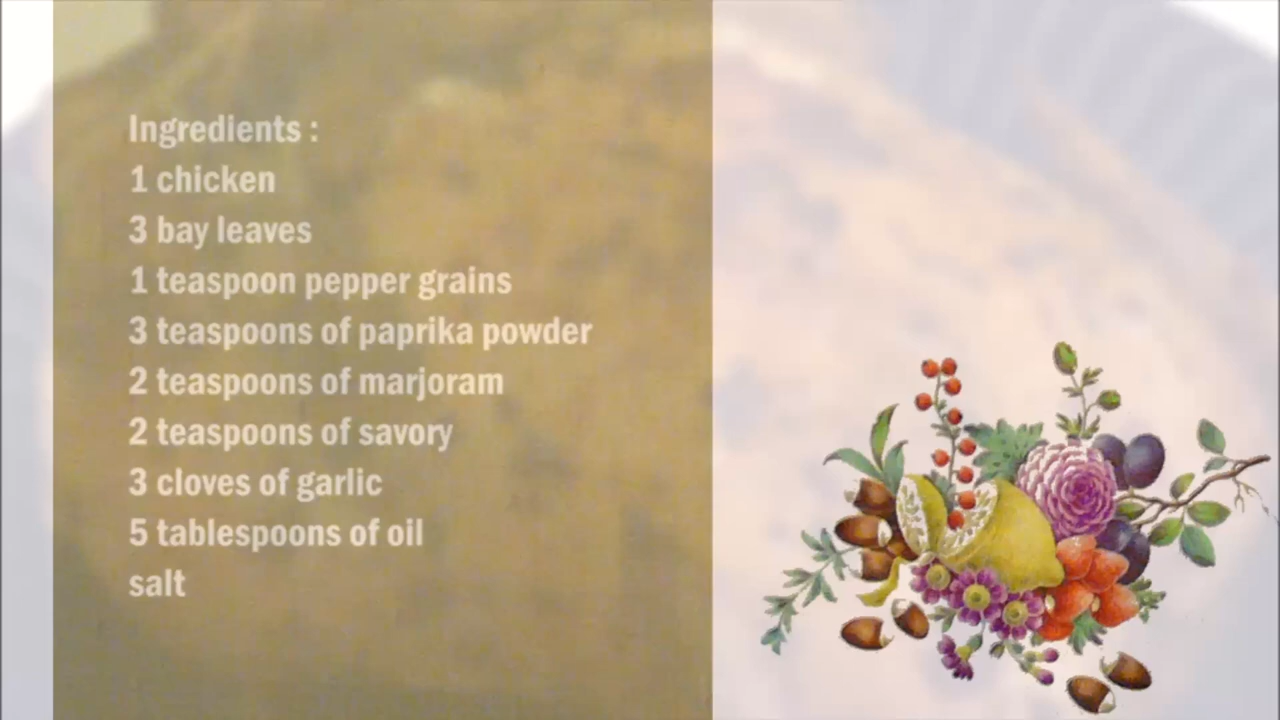 Ingredients :
1 chicken
3 bay leaves
1 teaspoon pepper grains
3 teaspoons of paprika powder
2 teaspoons of marjoram
2 teaspoons of savory
3 cloves of garlic
5 tablespoons of oil
salt